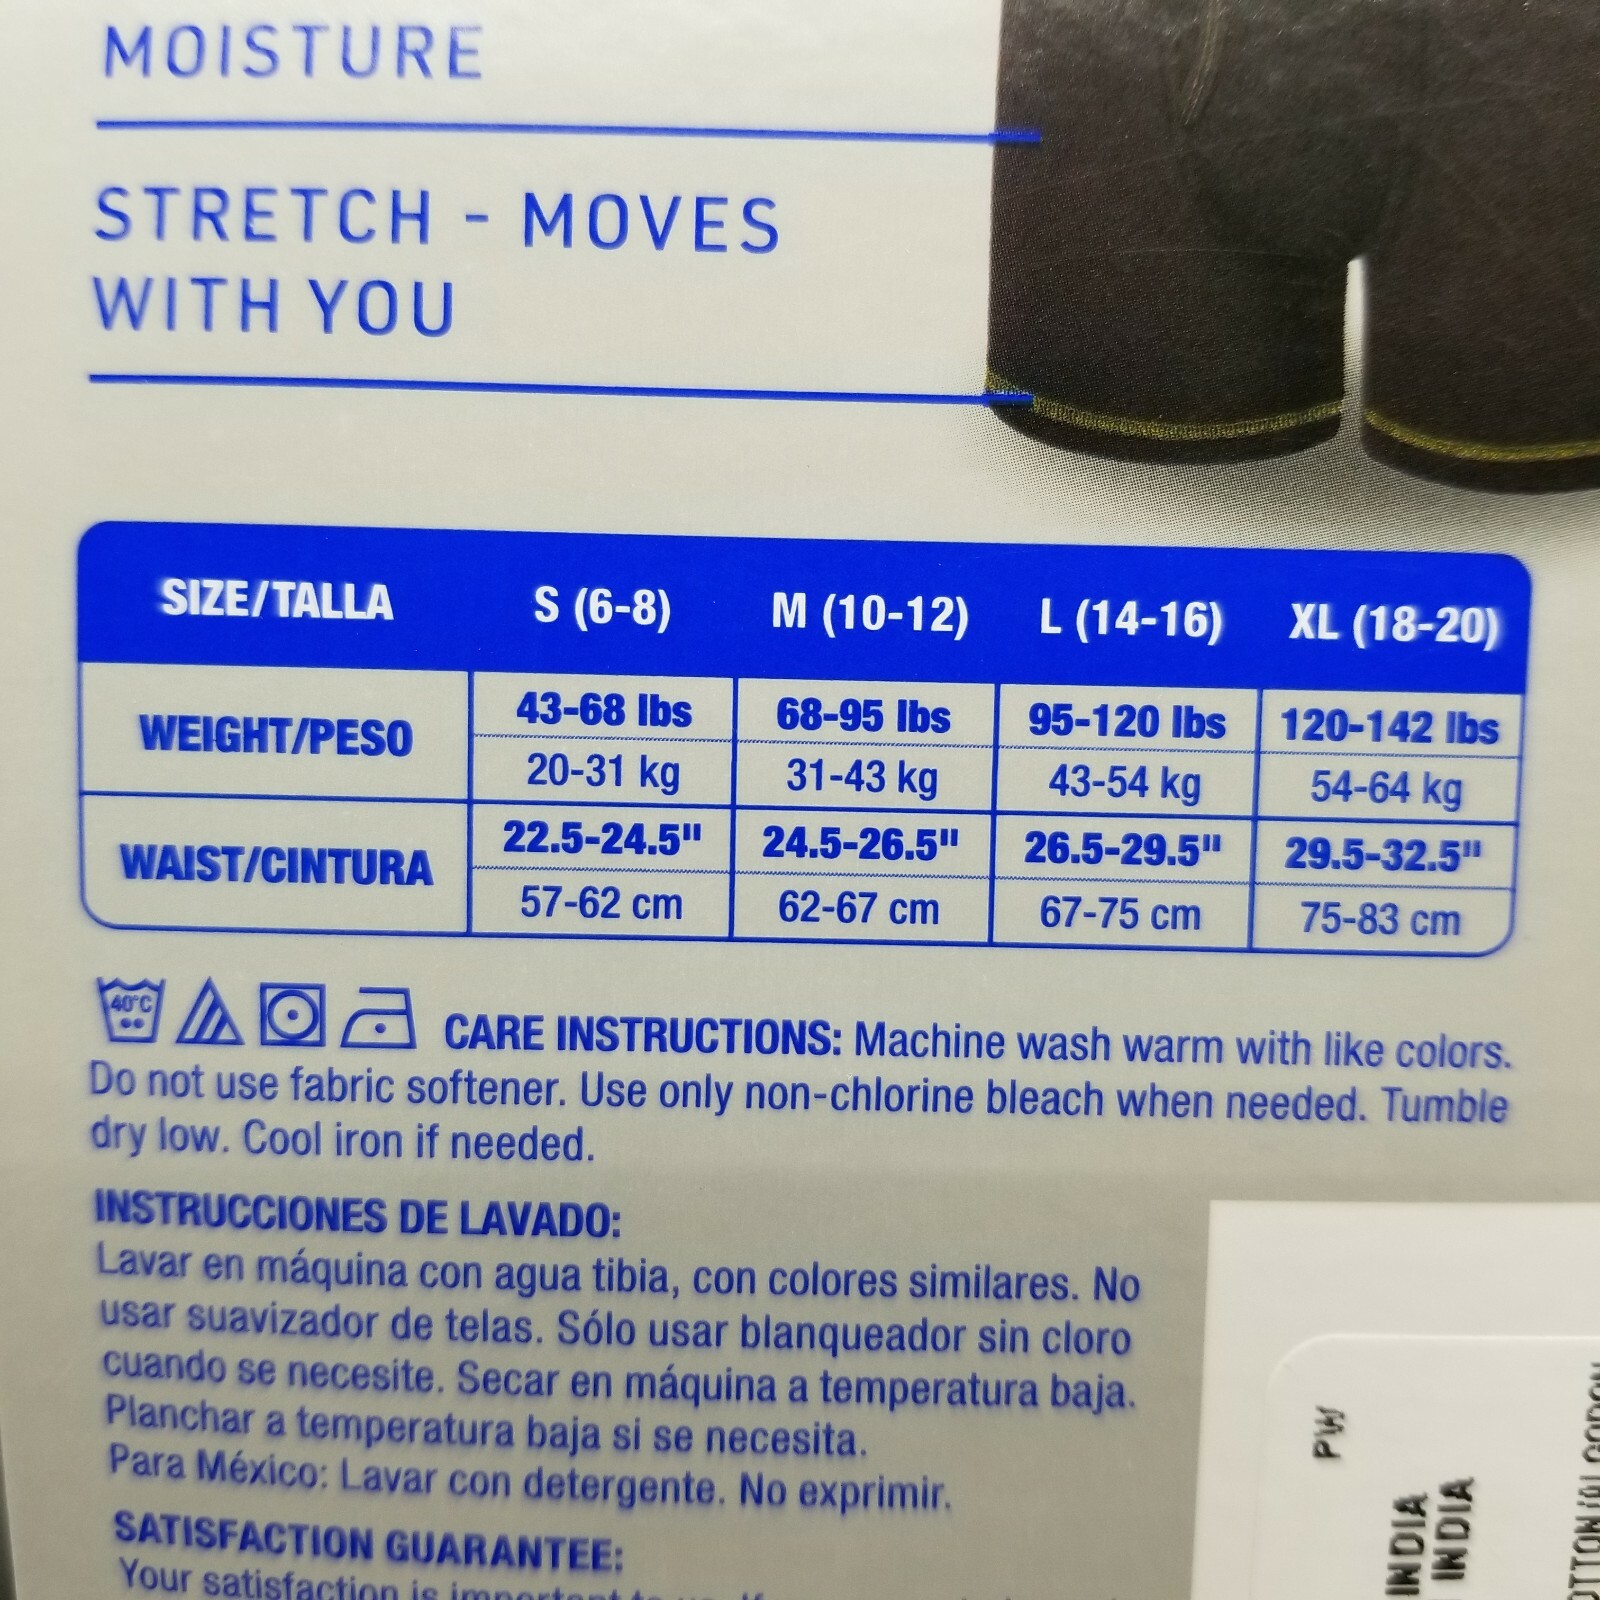 MOISTURE
STRETCH - MOVES
WITH YOU
SIZE/TALLA S (6-8) M (10-12) L (14-16) XL (18-20)
WEIGHT/PESO 43-68 lbs 68-95 lbs 95-120 lbs 120-142 lbs
20-31 kg 31-43 kg 43-54 kg 54-64 kg
WAIST/CINTURA 22.5-24.5" 24.5-26.5" 26.5-29.5" 29.5-32.5"
57-62 cm 62-67 cm 67-75 cm 75-83 cm
40°C CARE INSTRUCTIONS: Machine wash warm with like colors.
Do not use fabric softener. Use only non-chlorine bleach when needed. Tumble
dry low. Cool iron if needed.
INSTRUCCIONES DE LAVADO:
Lavar en máquina con agua tibia, con colores similares. No
usar suavizador de telas. Sólo usar blanqueador sin cloro
cuando se necesite. Secar en máquina a temperatura baja.
Planchar a temperatura baja si se necesita.
Para México: Lavar con detergente. No exprimir.
SATISFACTION GUARANTEE:
Your satisfaction is important to us. If
PW
INDIA
INDIA